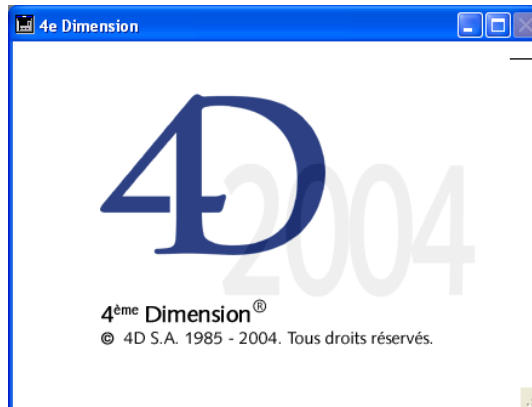 4e Dimension
4D
2004
4ème Dimension®
© 4D S.A. 1985 - 2004. Tous droits réservés.